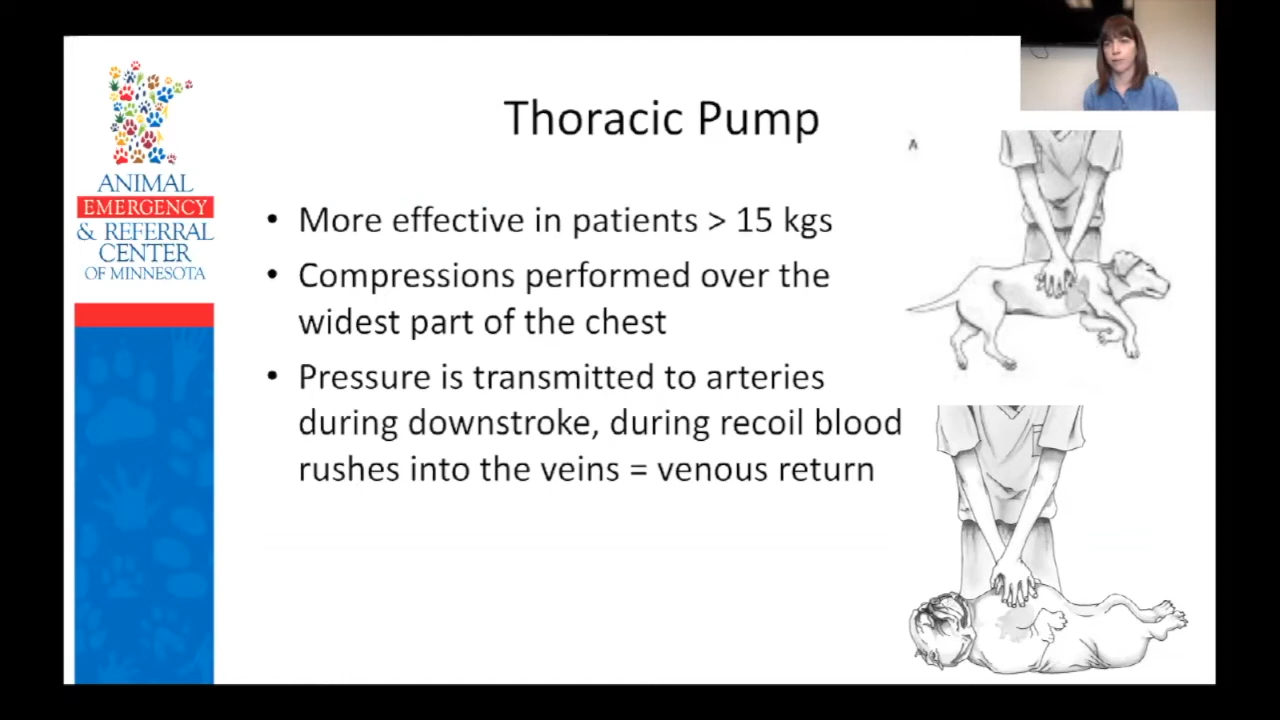 ANIMAL
EMERGENCY
& REFERRAL
CENTER
OF MINNESOTA
Thoracic Pump
• More effective in patients > 15 kgs
• Compressions performed over the
widest part of the chest
• Pressure is transmitted to arteries
during downstroke, during recoil blood
rushes into the veins = venous return
A